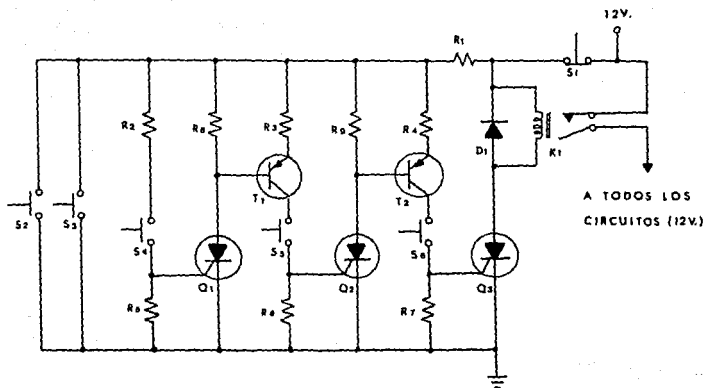 12V.
R1
S1
R2
R8
R3
R9
R4
D1
K1
T1
T2
A TODOS LOS
CIRCUITOS (12V.)
S2
S3
S4
S5
S6
Q1
Q2
Q3
R5
R6
R7